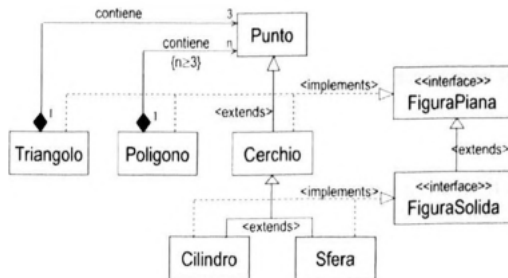 contiene
3
Punto
contiene
n
{n≥3}
<implements>
<<interface>>
FiguraPiana
1
1
<extends>
<extends>
Triangolo
Poligono
Cerchio
<implements>
<<interface>>
FiguraSolida
<extends>
Cilindro
Sfera